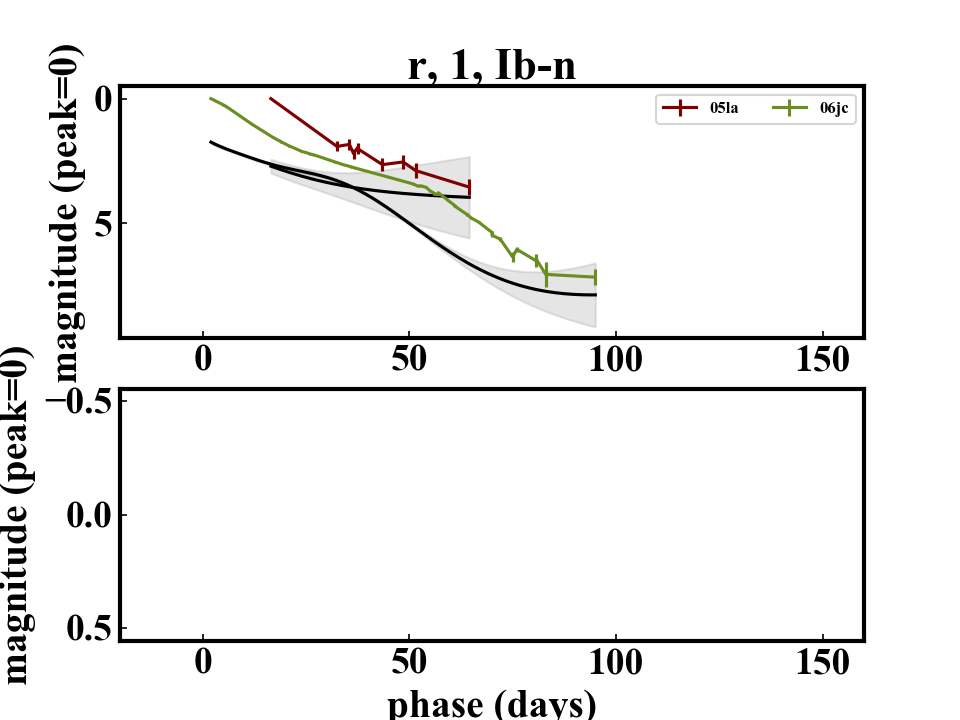 r, 1, Ib-n
magnitude (peak=0)
0
5
05la
06jc
0
50
100
150
magnitude (peak=0)
−0.5
0.0
0.5
0
50
100
150
phase (days)